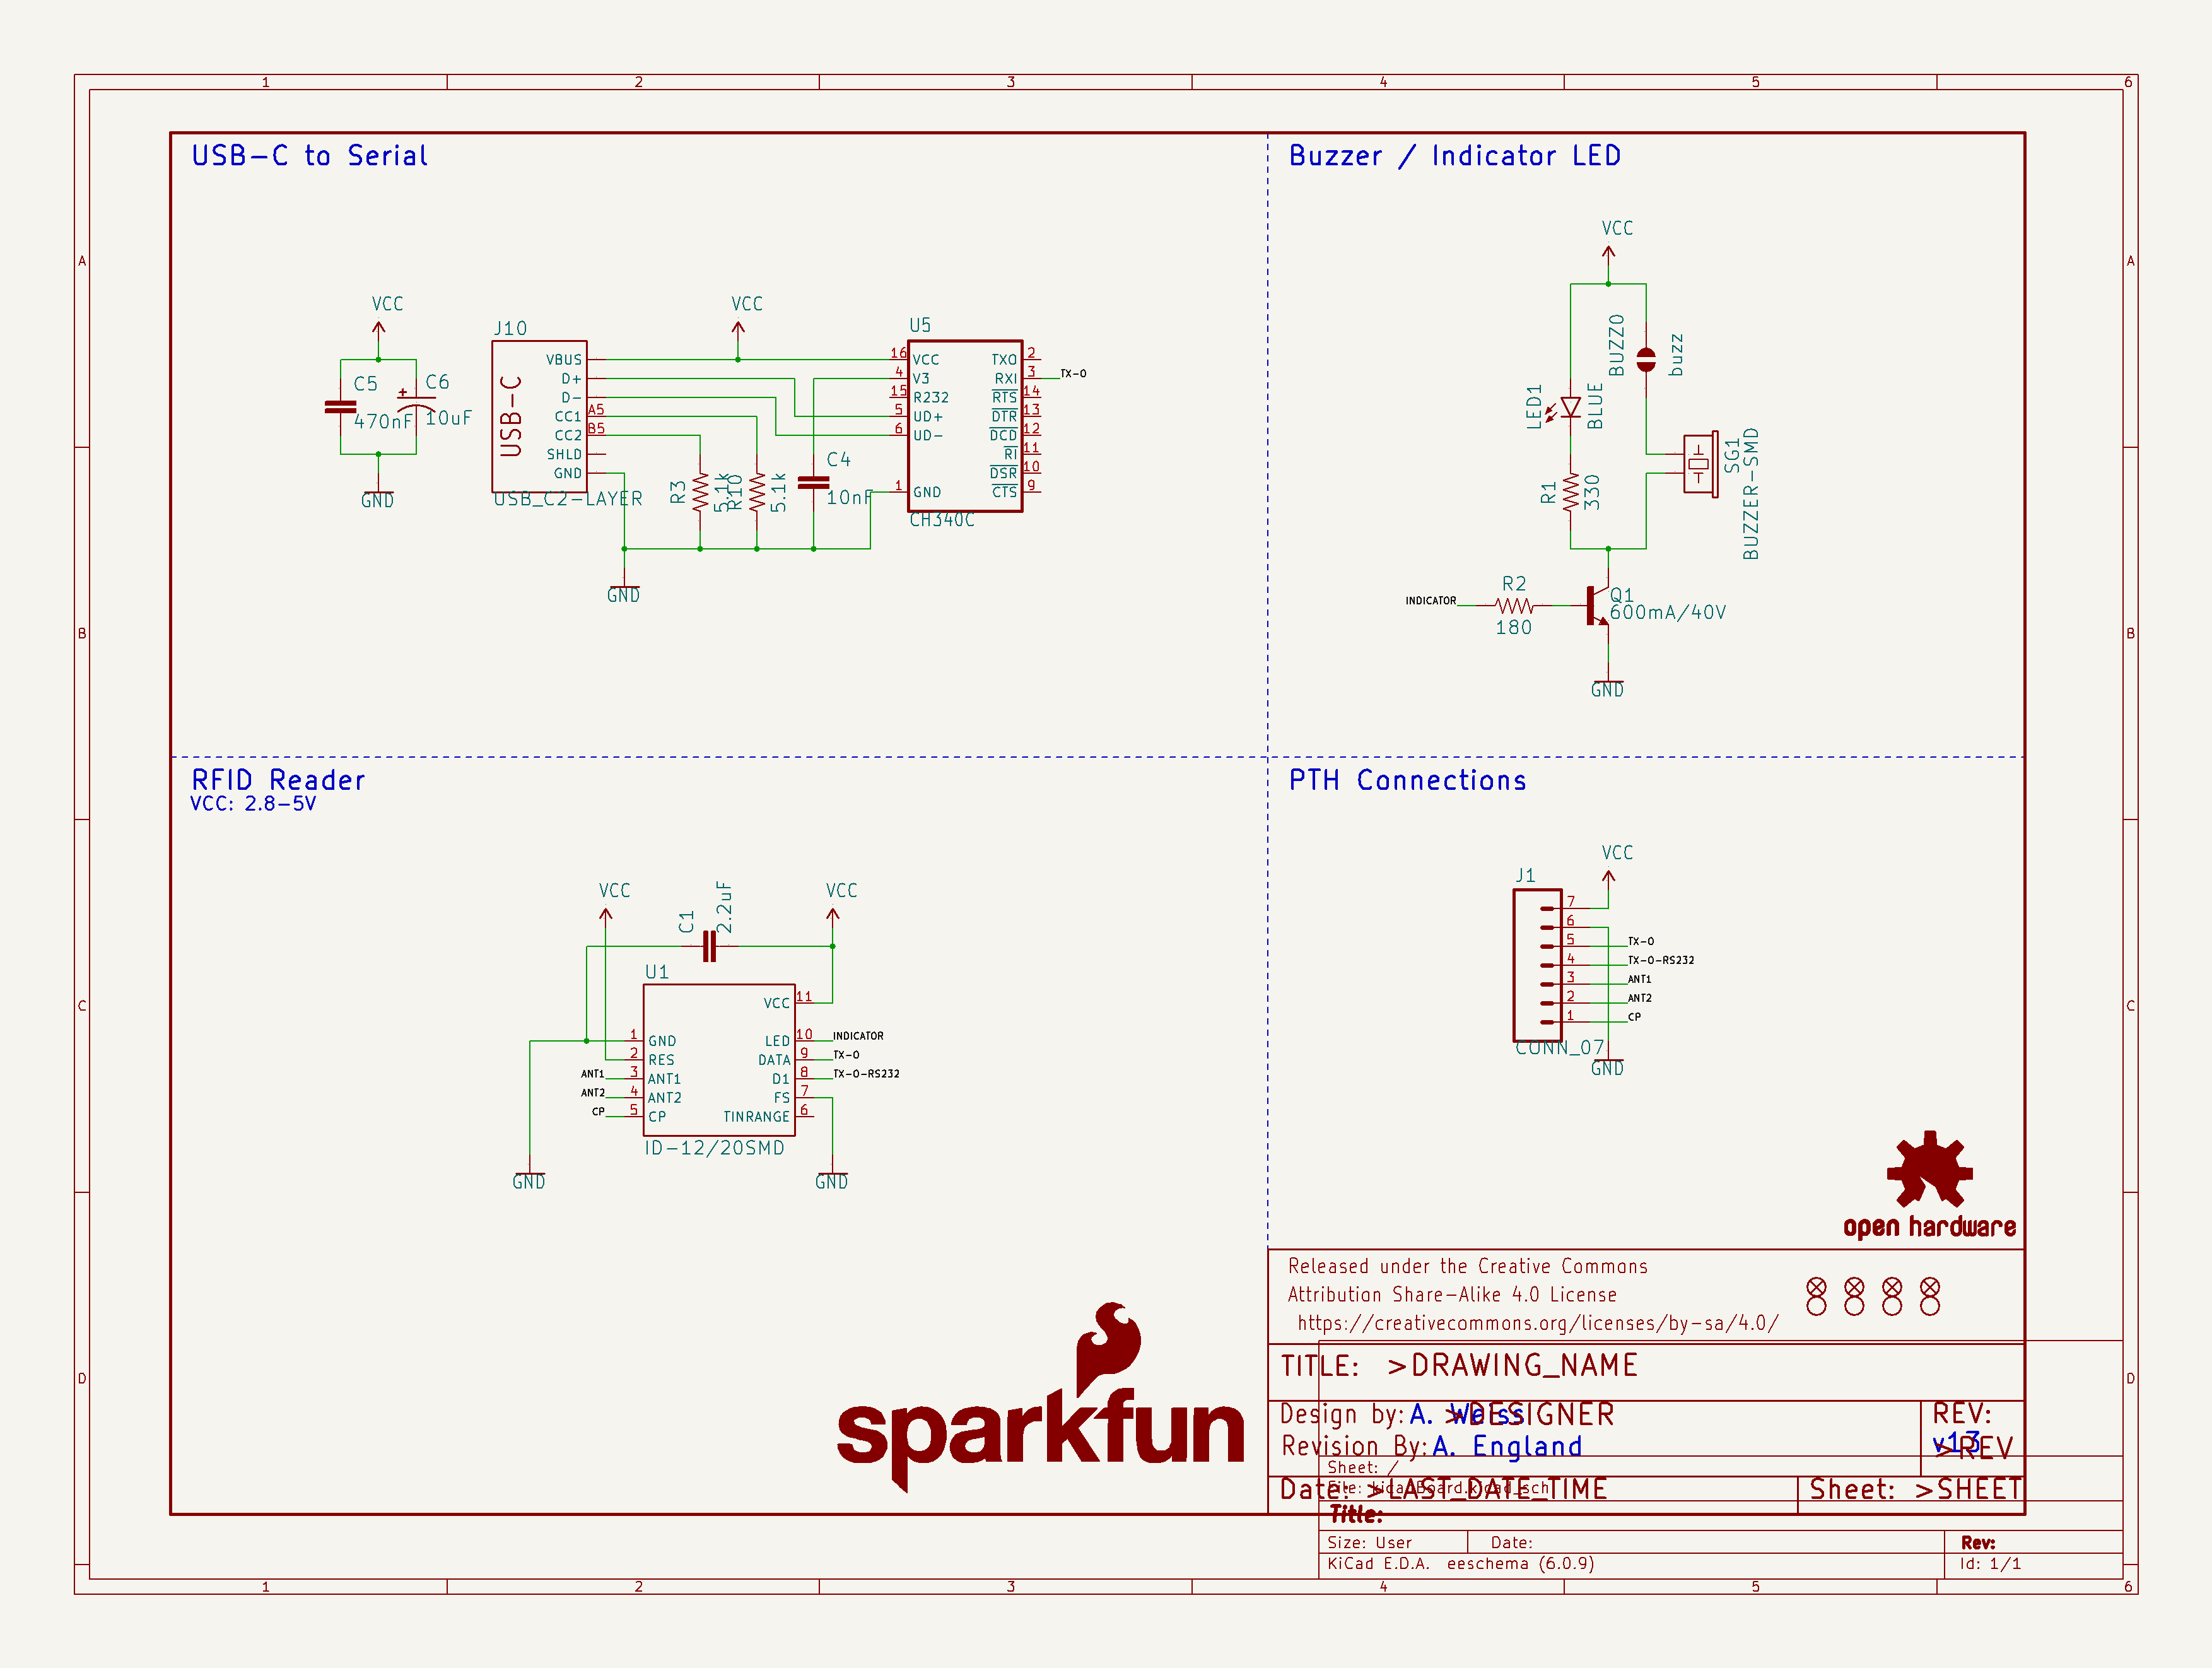 1 2 3 4 5 6
A
B
C
D
A
B
C
D
USB-C to Serial
VCC
C5
470nF
C6
10uF
GND
J10
USB-C
VBUS
D+
D-
CC1 A5
CC2 B5
SHLD
GND
USB_C2-LAYER
VCC
GND
R3
5.1k
R10
5.1k
C4
10nF
U5
16 VCC
4 V3
15 R232
5 UD+
6 UD-
1 GND
TXO 2
RXI 3
RTS 14
DTR 13
DCD 12
RI 11
DSR 10
CTS 9
CH340C
TX-O
Buzzer / Indicator LED
VCC
BUZZO
buzz
LED1
BLUE
R1
330
SG1
BUZZER-SMD
INDICATOR
R2
180
Q1
600mA/40V
GND
RFID Reader
VCC: 2.8-5V
VCC
C1
2.2uF
VCC
U1
VCC 11
1 GND
2 RES
3 ANT1
4 ANT2
5 CP
LED 10
DATA 9
D1 8
FS 7
TINRANGE 6
ANT1
ANT2
CP
INDICATOR
TX-O
TX-O-RS232
ID-12/20SMD
GND
GND
PTH Connections
VCC
J1
7
6
5 TX-O
4 TX-O-RS232
3 ANT1
2 ANT2
1 CP
CONN_07
GND
open hardware
sparkfun
Released under the Creative Commons
Attribution Share-Alike 4.0 License
https://creativecommons.org/licenses/by-sa/4.0/
TITLE: >DRAWING_NAME
Design by: A. Weiss >DESIGNER
REV:
v13 >REV
Revision By: A. England
Sheet: /
File: kicadBoard.kicad_sch
Date: >LAST_DATE_TIME
Sheet: >SHEET
Title:
Size: User Date: Rev:
KiCad E.D.A. eeschema (6.0.9) Id: 1/1
1 2 3 4 5 6